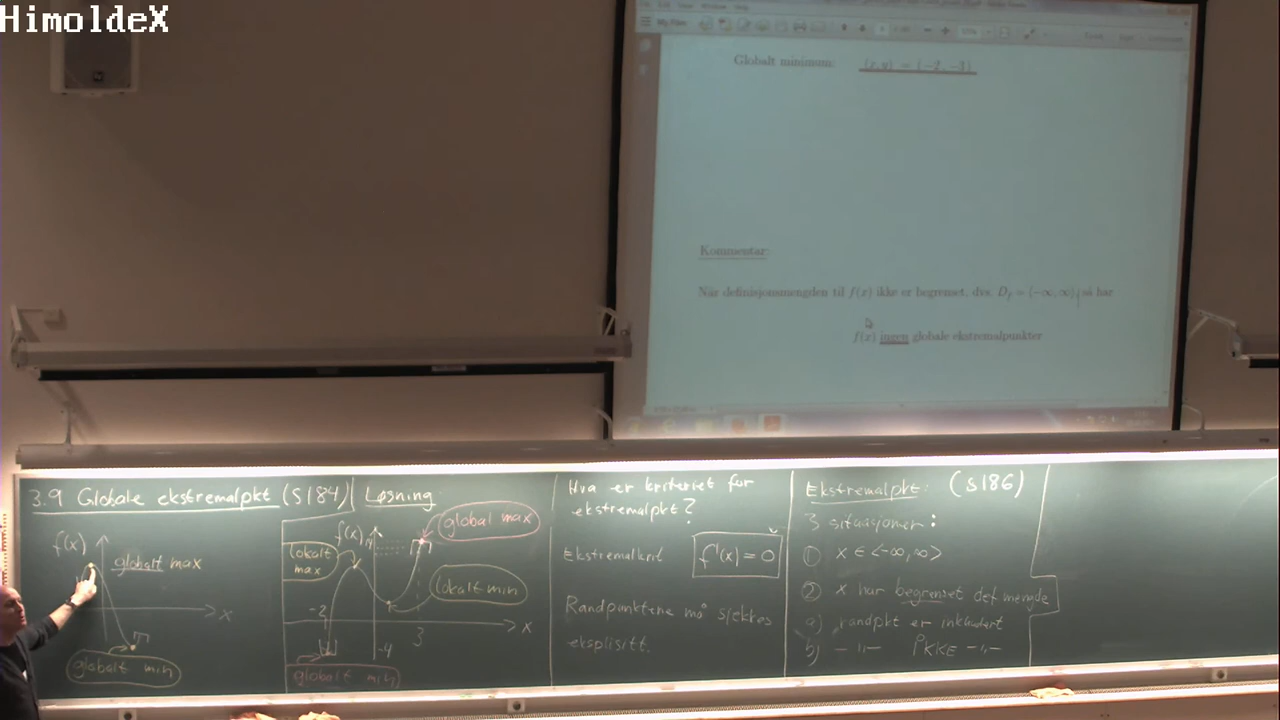 HimoldeX
Globalt minimum: (x, y) = (−2, −3)
Kommentar:
Når definisjonsmengden til f(x) ikke er begrenset, dvs. D_f = ⟨−∞, ∞⟩, så har
f(x) ingen globale ekstremalpunkter
3.9 Globale ekstremalpkt (S184)
f(x)
globalt max
x
globalt min
Løsning
f(x)
global max
lokalt
max
lokalt min
-2
3
x
-4
globalt min
Hva er kriteriet for
ekstremalpkt?
Ekstremalkrit
f'(x) = 0
Randpunktene må sjekkes
eksplisitt.
Ekstremalpkt: (S186)
3 situasjoner:
① x ∈ <-∞, ∞>
② x har begrenset def mengde
a) randpkt er inkludert
b) - " - IKKE - " -